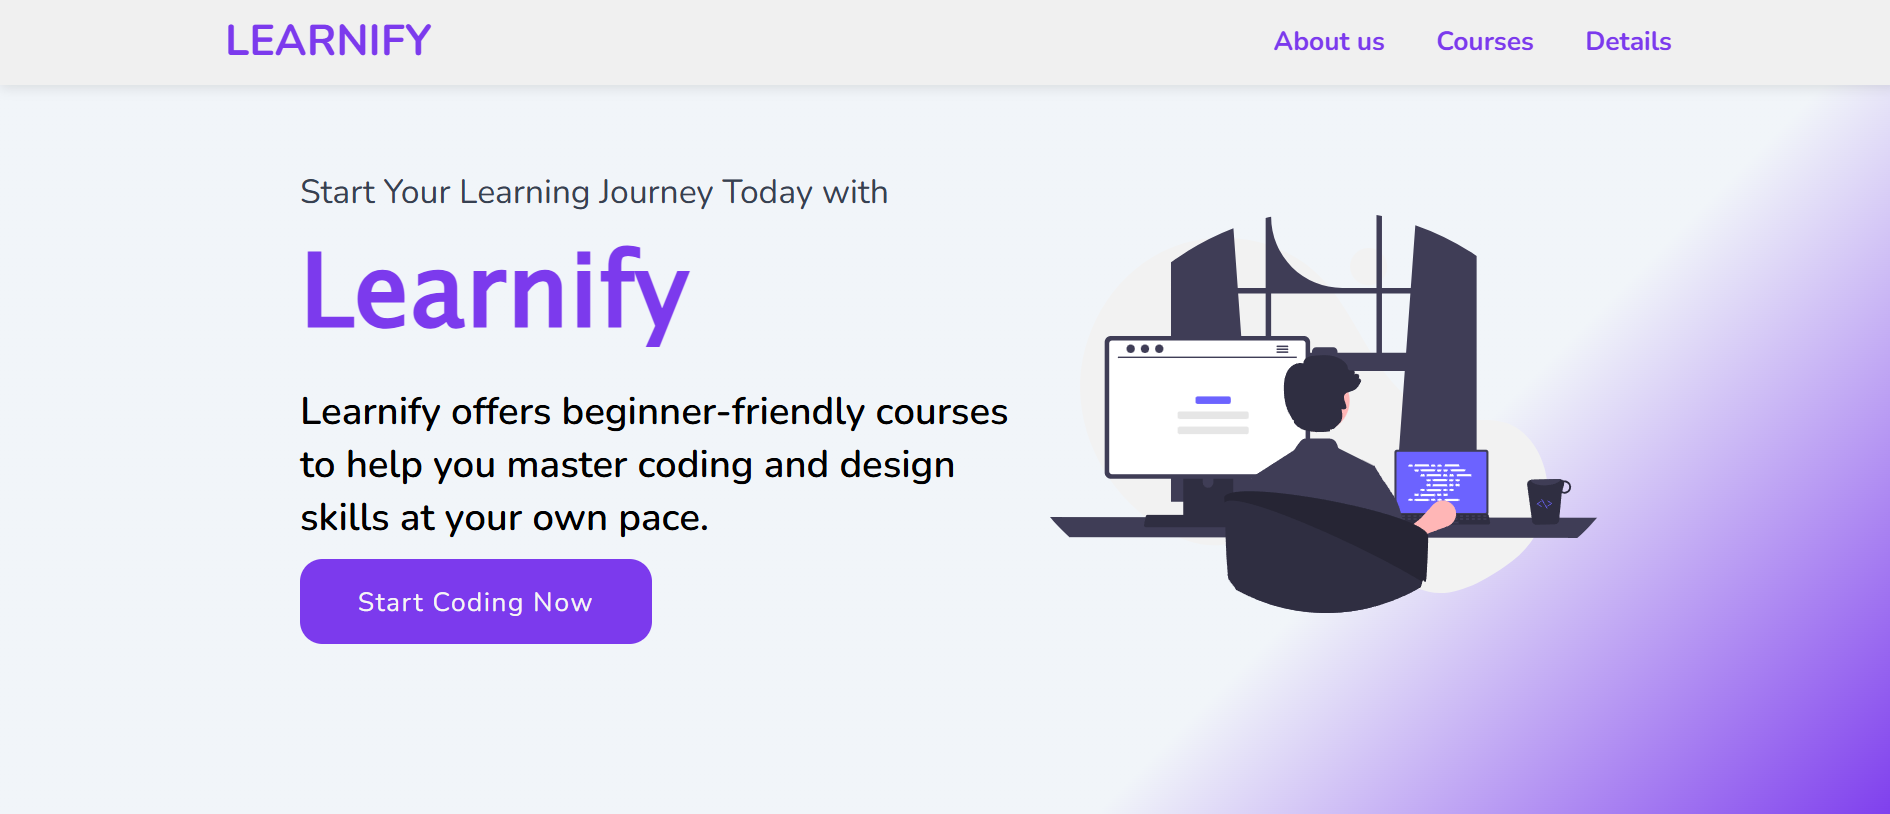 LEARNIFY
About us
Courses
Details
Start Your Learning Journey Today with
Learnify
Learnify offers beginner-friendly courses
to help you master coding and design
skills at your own pace.
Start Coding Now
<\>